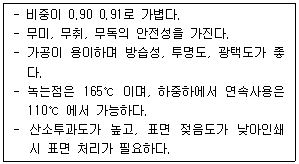 - 비중이 0.90 0.91로 가볍다.
- 무미, 무취, 무독의 안전성을 가진다.
- 가공이 용이하며 방습성, 투명도, 광택도가 좋
다.
- 녹는점은 165℃ 이며, 하중하에서 연속사용은
110℃ 에서 가능하다.
- 산소투과도가 높고, 표면 젖음도가 낮아인쇄
시 표면 처리가 필요하다.